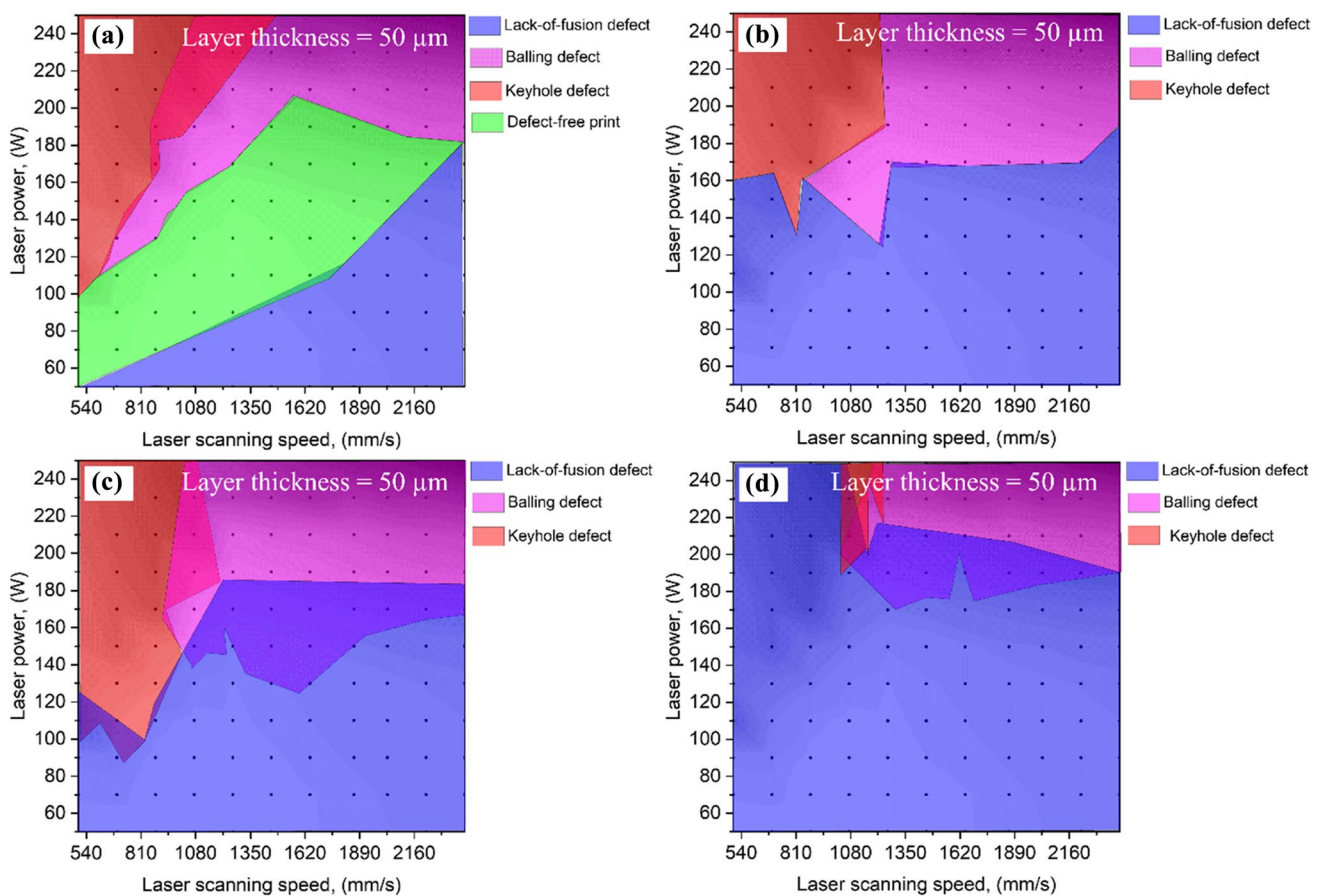 (a) Layer thickness = 50 µm
Lack-of-fusion defect
Balling defect
Keyhole defect
Defect-free print
Laser power, (W)
240
220
200
180
160
140
120
100
80
60
540 810 1080 1350 1620 1890 2160
Laser scanning speed, (mm/s)
(b) Layer thickness = 50 µm
Lack-of-fusion defect
Balling defect
Keyhole defect
Laser power, (W)
240
220
200
180
160
140
120
100
80
60
540 810 1080 1350 1620 1890 2160
Laser scanning speed, (mm/s)
(c) Layer thickness = 50 µm
Lack-of-fusion defect
Balling defect
Keyhole defect
Laser power, (W)
240
220
200
180
160
140
120
100
80
60
540 810 1080 1350 1620 1890 2160
Laser scanning speed, (mm/s)
(d) Layer thickness = 50 µm
Lack-of-fusion defect
Balling defect
Keyhole defect
Laser power, (W)
240
220
200
180
160
140
120
100
80
60
540 810 1080 1350 1620 1890 2160
Laser scanning speed, (mm/s)